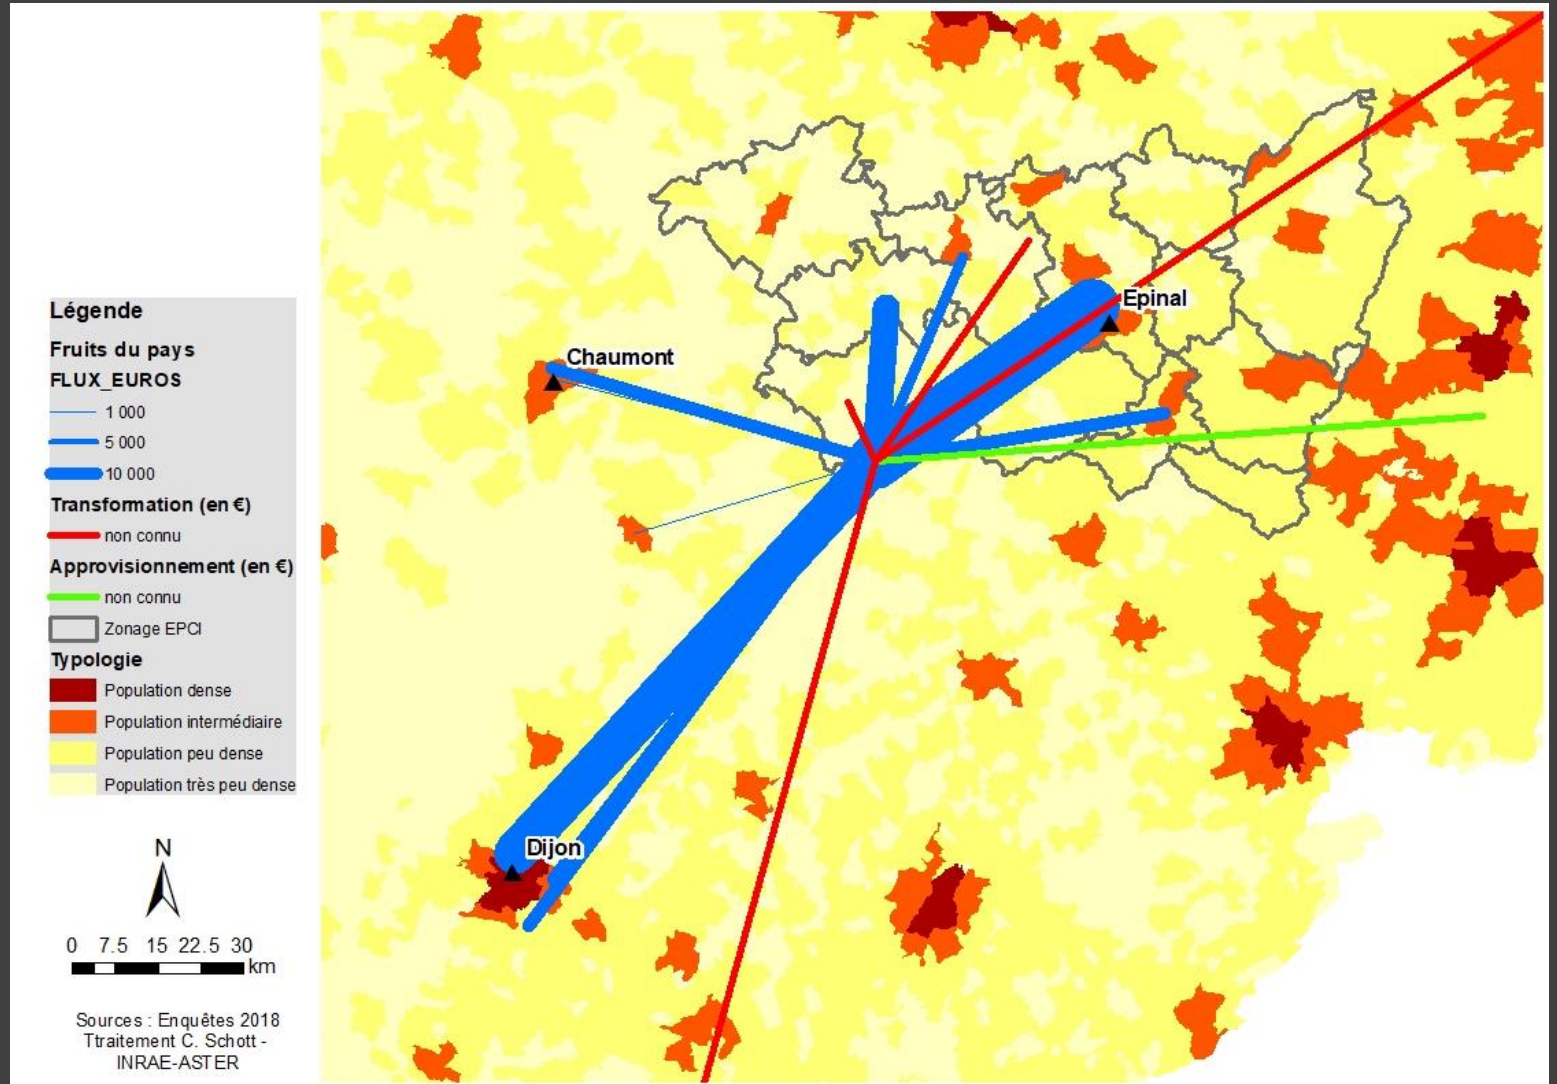 Légende
Fruits du pays
FLUX_EUROS
1 000
5 000
10 000
Transformation (en €)
non connu
Approvisionnement (en €)
non connu
Zonage EPCI
Typologie
Population dense
Population intermédiaire
Population peu dense
Population très peu dense
N
0 7.5 15 22.5 30
km
Sources : Enquêtes 2018
Ttraitement C. Schott -
INRAE-ASTER
Epinal
Chaumont
Dijon